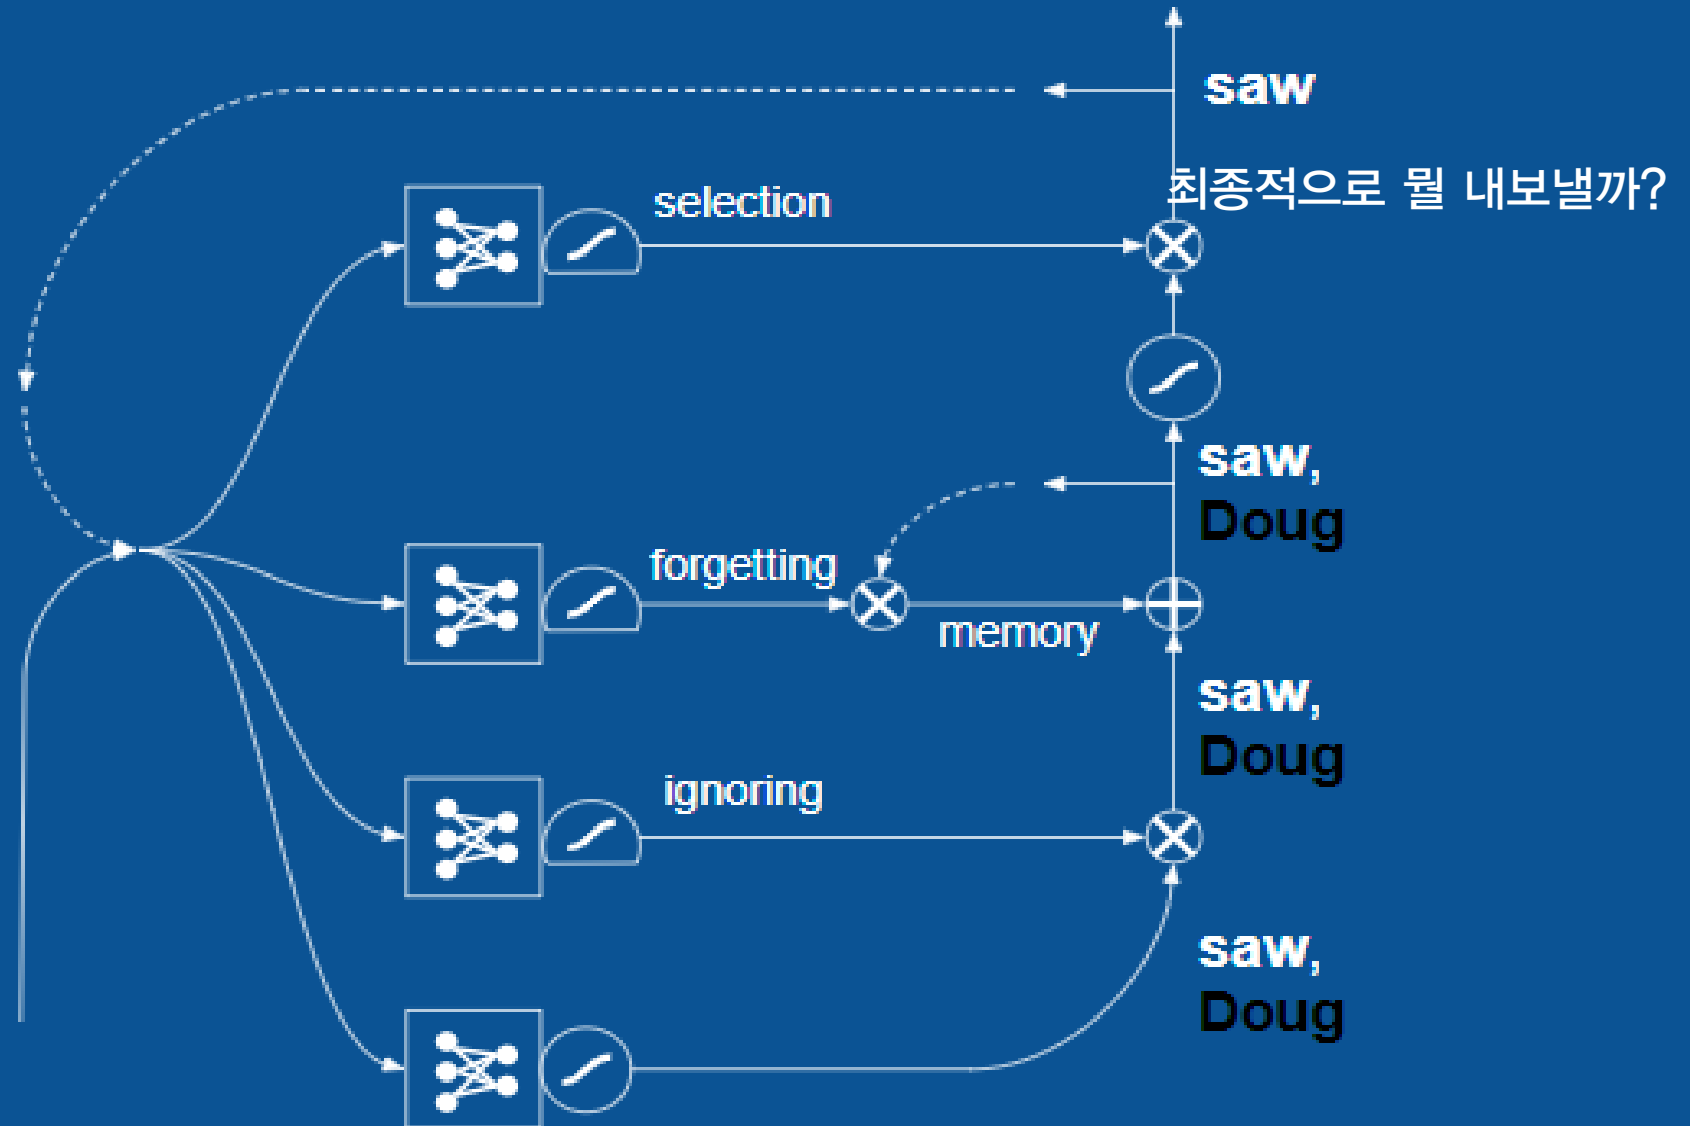 saw
최종적으로 뭘 내보낼까?
selection
saw,
Doug
forgetting
memory
saw,
Doug
ignoring
saw,
Doug